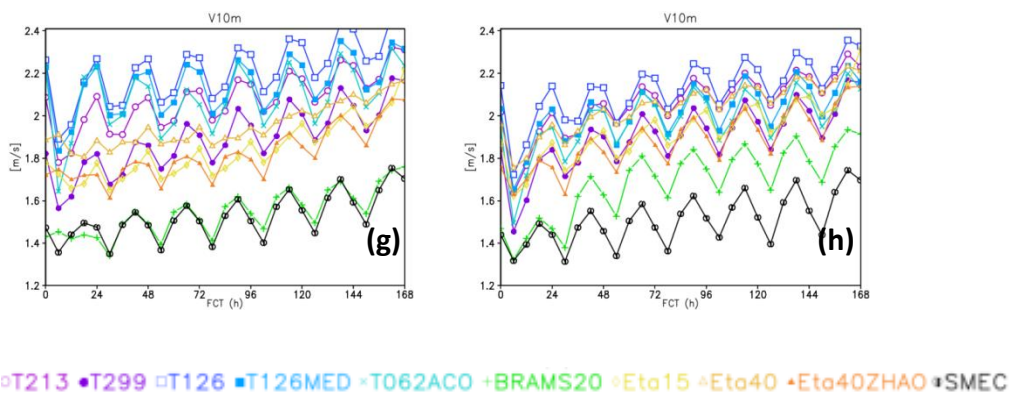 V10m
V10m
2.4
2.2
2
1.8
1.6
1.4
1.2
[m/s]
0 24 48 72 96 120 144 168
FCT (h)
(g)
2.4
2.2
2
1.8
1.6
1.4
1.2
[m/s]
0 24 48 72 96 120 144 168
FCT (h)
(h)
T213 T299 T126 T126MED T062ACO BRAMS20 Eta15 Eta40 Eta40ZHAO SMEC